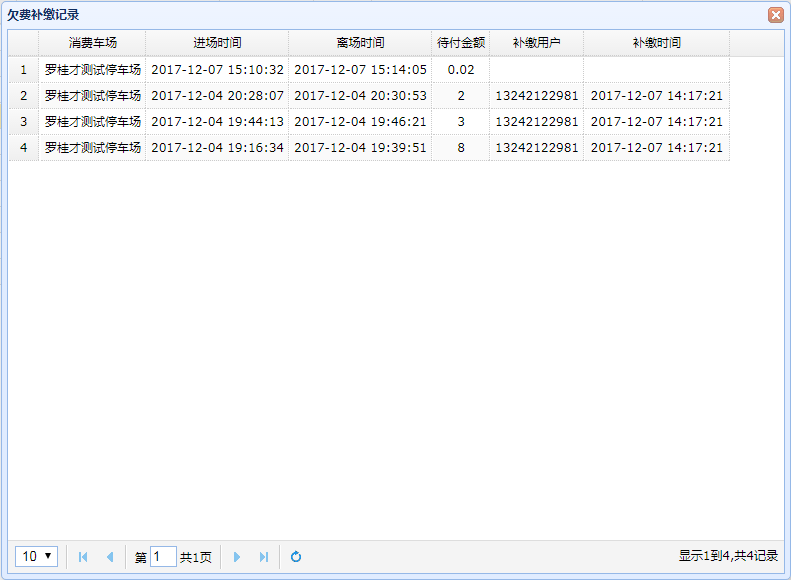 欠费补缴记录
消费车场 进场时间 离场时间 待付金额 补缴用户 补缴时间
1 罗桂才测试停车场 2017-12-07 15:10:32 2017-12-07 15:14:05 0.02
2 罗桂才测试停车场 2017-12-04 20:28:07 2017-12-04 20:30:53 2 13242122981 2017-12-07 14:17:21
3 罗桂才测试停车场 2017-12-04 19:44:13 2017-12-04 19:46:21 3 13242122981 2017-12-07 14:17:21
4 罗桂才测试停车场 2017-12-04 19:16:34 2017-12-04 19:39:51 8 13242122981 2017-12-07 14:17:21
10 第 1 共1页 显示1到4,共4记录